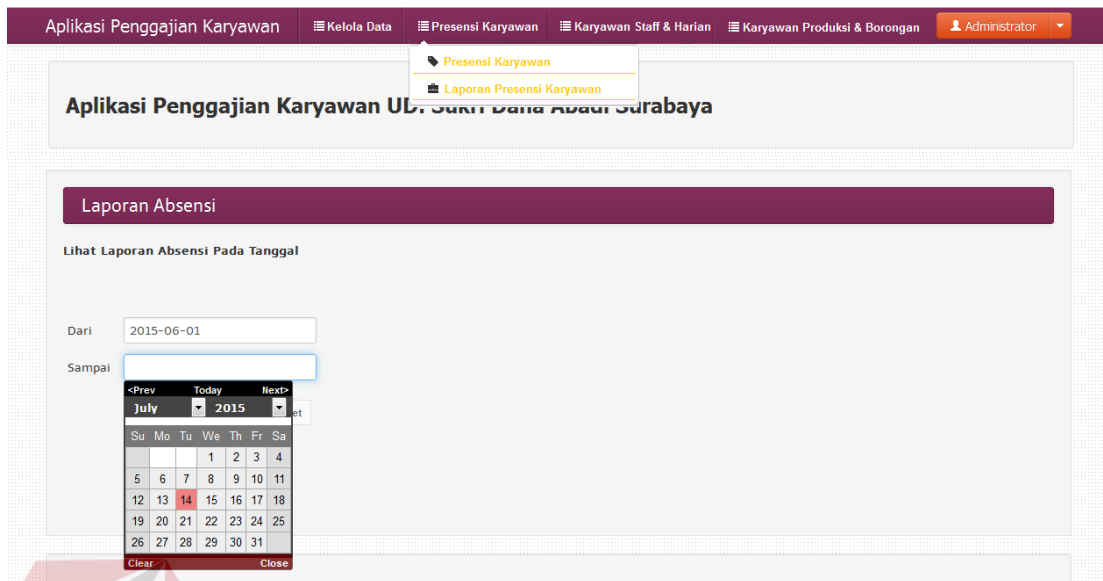 Aplikasi Penggajian Karyawan Kelola Data Presensi Karyawan Karyawan Staff & Harian Karyawan Produksi & Borongan Administrator
Presensi Karyawan
Laporan Presensi Karyawan
Aplikasi Penggajian Karyawan UD. Sukri Dana Abadi Surabaya
Laporan Absensi
Lihat Laporan Absensi Pada Tanggal
Dari 2015-06-01
Sampai
<Prev Today Next>
July 2015
et
Su Mo Tu We Th Fr Sa
1 2 3 4
5 6 7 8 9 10 11
12 13 14 15 16 17 18
19 20 21 22 23 24 25
26 27 28 29 30 31
Clear Close